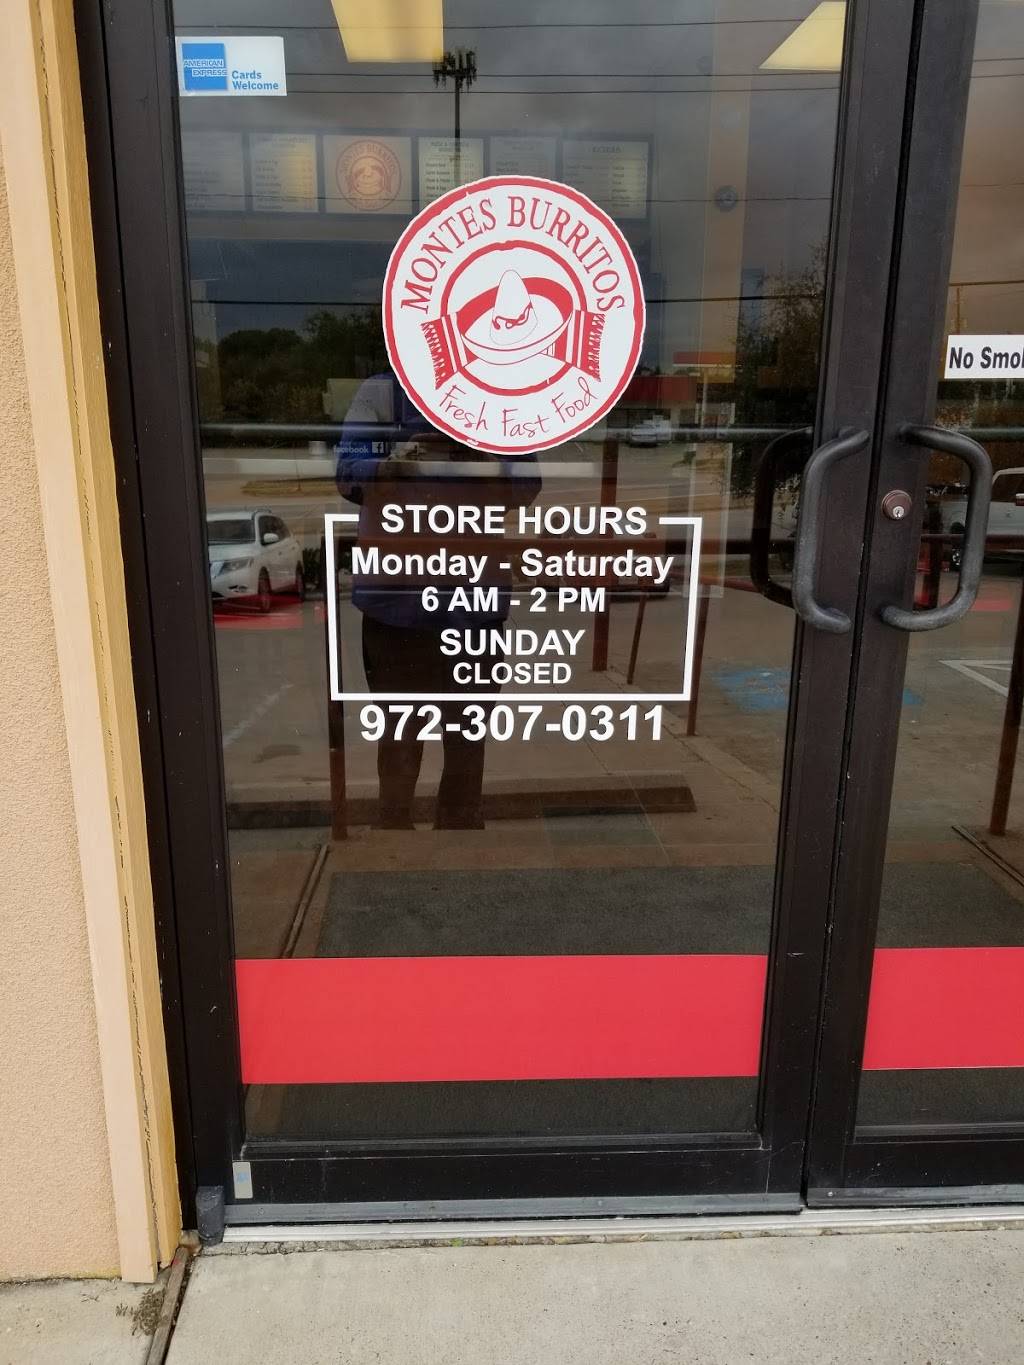 AMERICAN
EXPRESS
Cards
Welcome
MONTES BURRITOS
Fresh Fast Food
No Smo
facebook
STORE HOURS
Monday - Saturday
6 AM - 2 PM
SUNDAY
CLOSED
972-307-0311